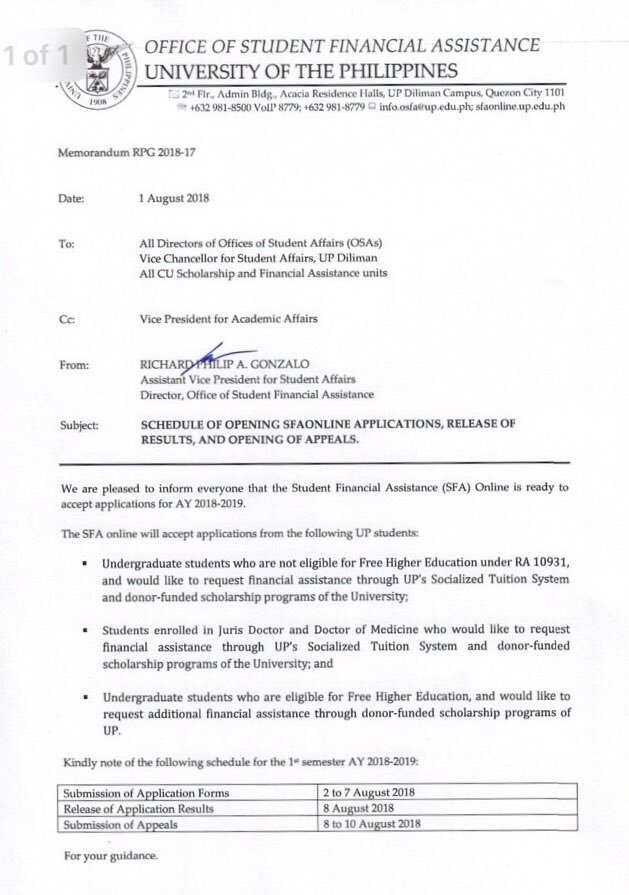 1 of 1
OF THE
PHILIPPINES
1908
OFFICE OF STUDENT FINANCIAL ASSISTANCE
UNIVERSITY OF THE PHILIPPINES
2nd Flr., Admin Bldg., Acacia Residence Halls, UP Diliman Campus, Quezon City 1101
+632 981-8500 VoIP 8779; +632 981-8779 info.osfa@up.edu.ph; sfaonline.up.edu.ph
Memorandum RPG 2018-17
Date: 1 August 2018
To: All Directors of Offices of Student Affairs (OSAs)
Vice Chancellor for Student Affairs, UP Diliman
All CU Scholarship and Financial Assistance units
Cc: Vice President for Academic Affairs
From: RICHARD PHILIP A. GONZALO
Assistant Vice President for Student Affairs
Director, Office of Student Financial Assistance
Subject: SCHEDULE OF OPENING SFAONLINE APPLICATIONS, RELEASE OF
RESULTS, AND OPENING OF APPEALS.
We are pleased to inform everyone that the Student Financial Assistance (SFA) Online is ready to
accept applications for AY 2018-2019.
The SFA online will accept applications from the following UP students:
▪ Undergraduate students who are not eligible for Free Higher Education under RA 10931,
and would like to request financial assistance through UP's Socialized Tuition System
and donor-funded scholarship programs of the University;
▪ Students enrolled in Juris Doctor and Doctor of Medicine who would like to request
financial assistance through UP's Socialized Tuition System and donor-funded
scholarship programs of the University; and
▪ Undergraduate students who are eligible for Free Higher Education, and would like to
request additional financial assistance through donor-funded scholarship programs of
UP.
Kindly note of the following schedule for the 1st semester AY 2018-2019:
Submission of Application Forms 2 to 7 August 2018
Release of Application Results 8 August 2018
Submission of Appeals 8 to 10 August 2018
For your guidance.